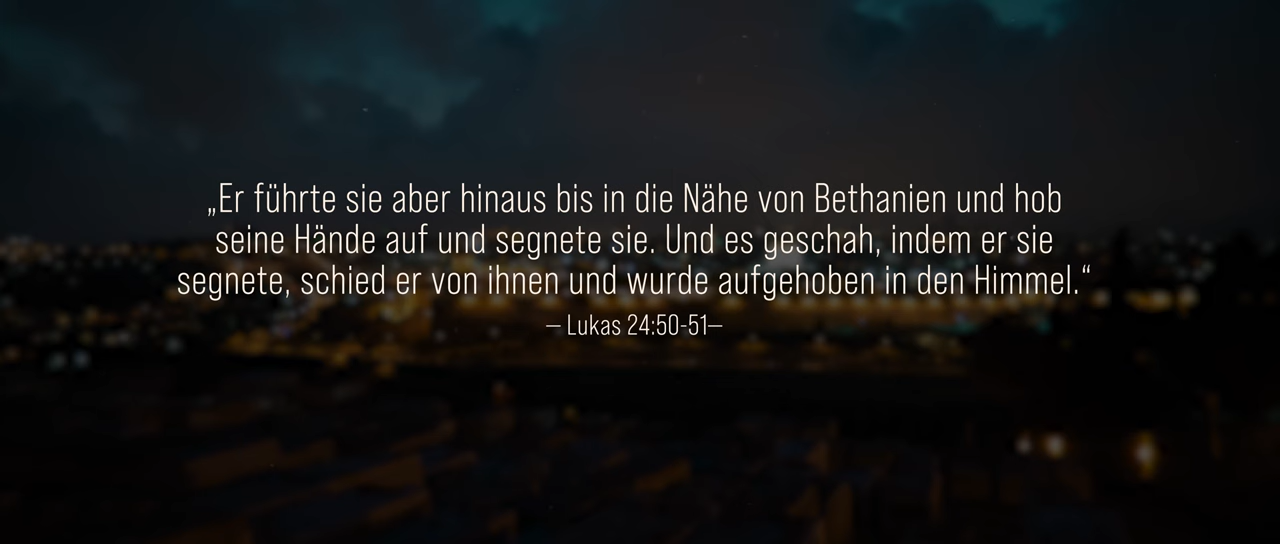 „Er führte sie aber hinaus bis in die Nähe von Bethanien und hob
seine Hände auf und segnete sie. Und es geschah, indem er sie
segnete, schied er von ihnen und wurde aufgehoben in den Himmel.“
– Lukas 24:50-51–